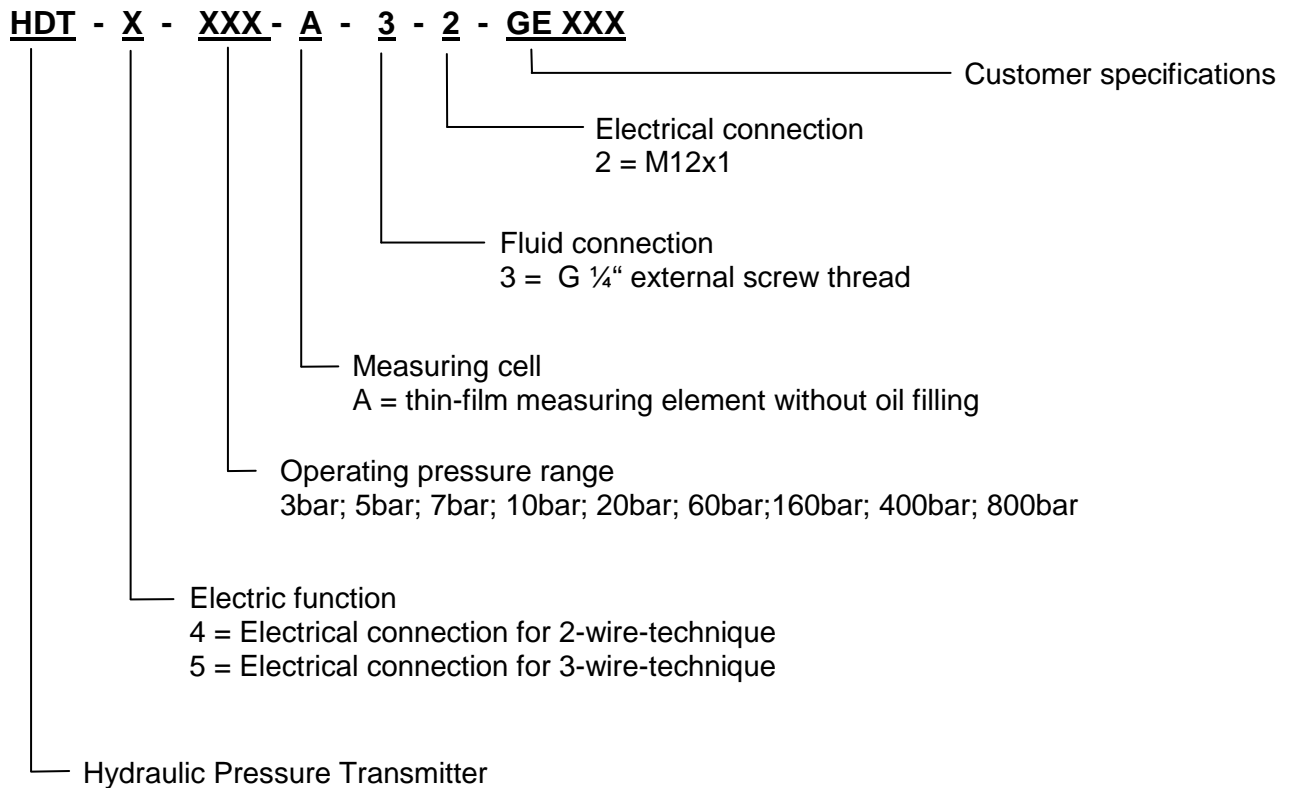 HDT - X - XXX - A - 3 - 2 - GE XXX
Customer specifications
Electrical connection
2 = M12x1
Fluid connection
3 = G ¼“ external screw thread
Measuring cell
A = thin-film measuring element without oil filling
Operating pressure range
3bar; 5bar; 7bar; 10bar; 20bar; 60bar;160bar; 400bar; 800bar
Electric function
4 = Electrical connection for 2-wire-technique
5 = Electrical connection for 3-wire-technique
Hydraulic Pressure Transmitter